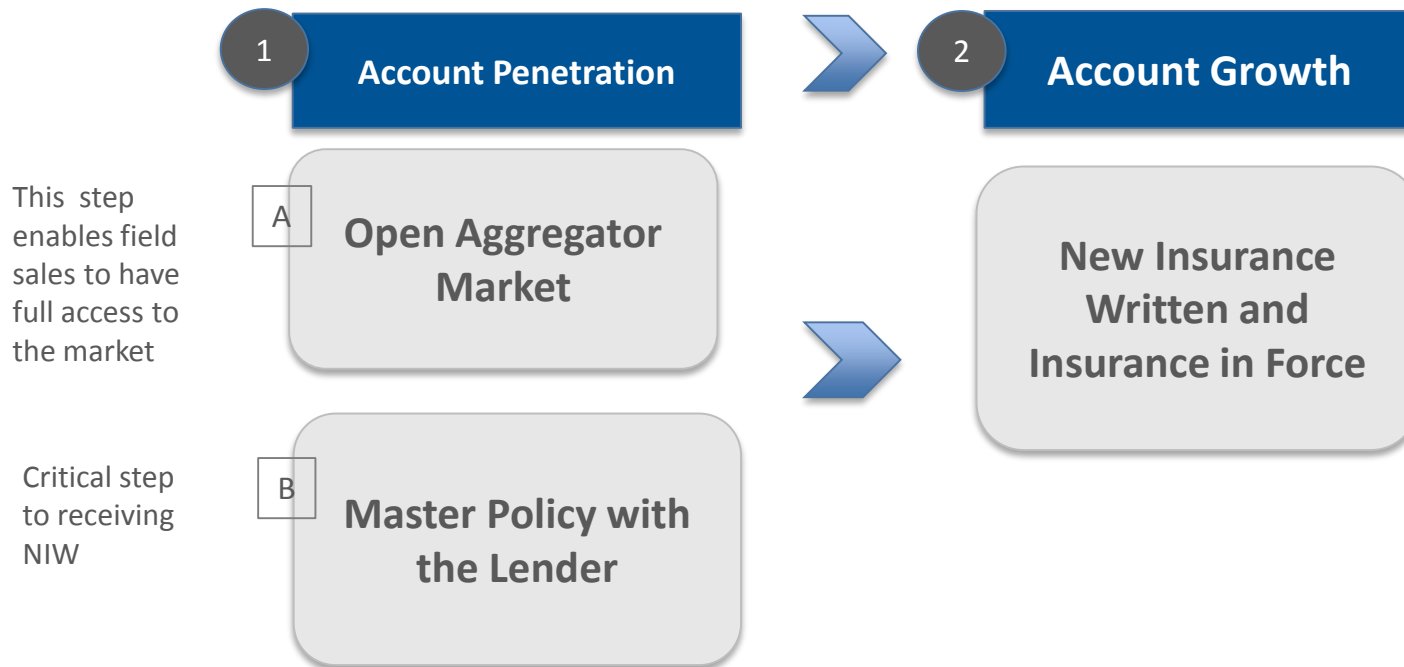 1
Account Penetration
2
Account Growth
This step
enables field
sales to have
full access to
the market
A
Open Aggregator
Market
New Insurance
Written and
Insurance in Force
Critical step
to receiving
NIW
B
Master Policy with
the Lender